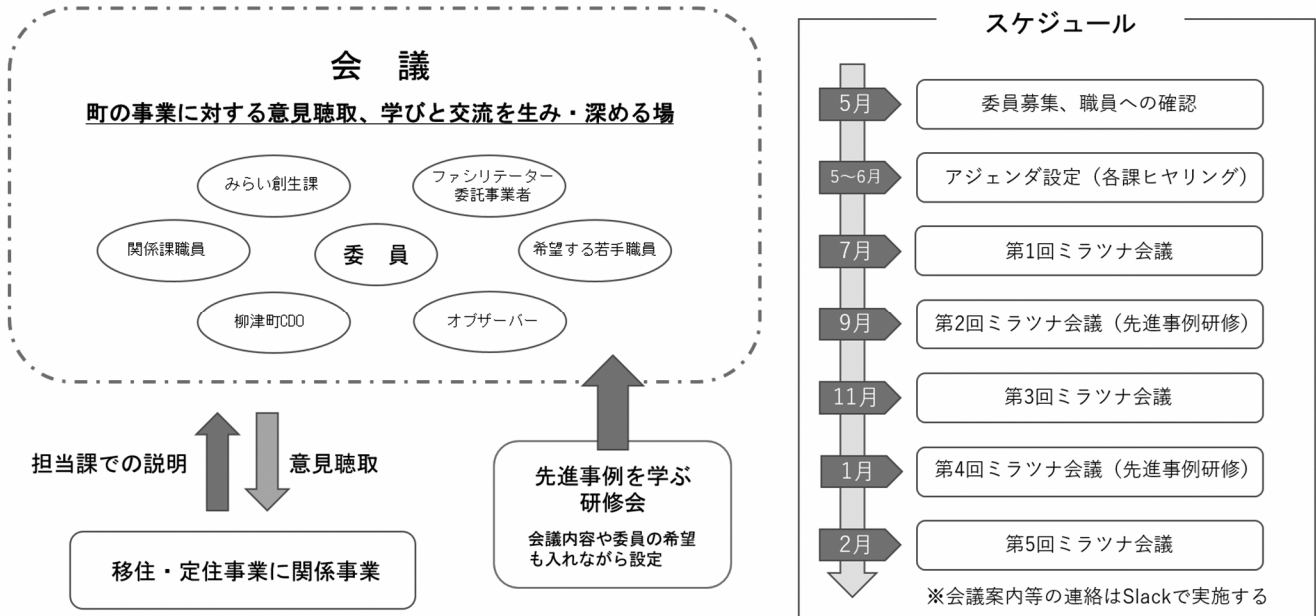 会　議
町の事業に対する意見聴取、学びと交流を生み・深める場
みらい創生課
ファシリテーター
委託事業者
関係課職員
委　員
希望する若手職員
柳津町CDO
オブザーバー
担当課での説明
意見聴取
移住・定住事業に関係事業
先進事例を学ぶ
研修会
会議内容や委員の希望
も入れながら設定
スケジュール
5月
委員募集、職員への確認
5～6月
アジェンダ設定（各課ヒヤリング）
7月
第1回ミラツナ会議
9月
第2回ミラツナ会議（先進事例研修）
11月
第3回ミラツナ会議
1月
第4回ミラツナ会議（先進事例研修）
2月
第5回ミラツナ会議
※会議案内等の連絡はSlackで実施する